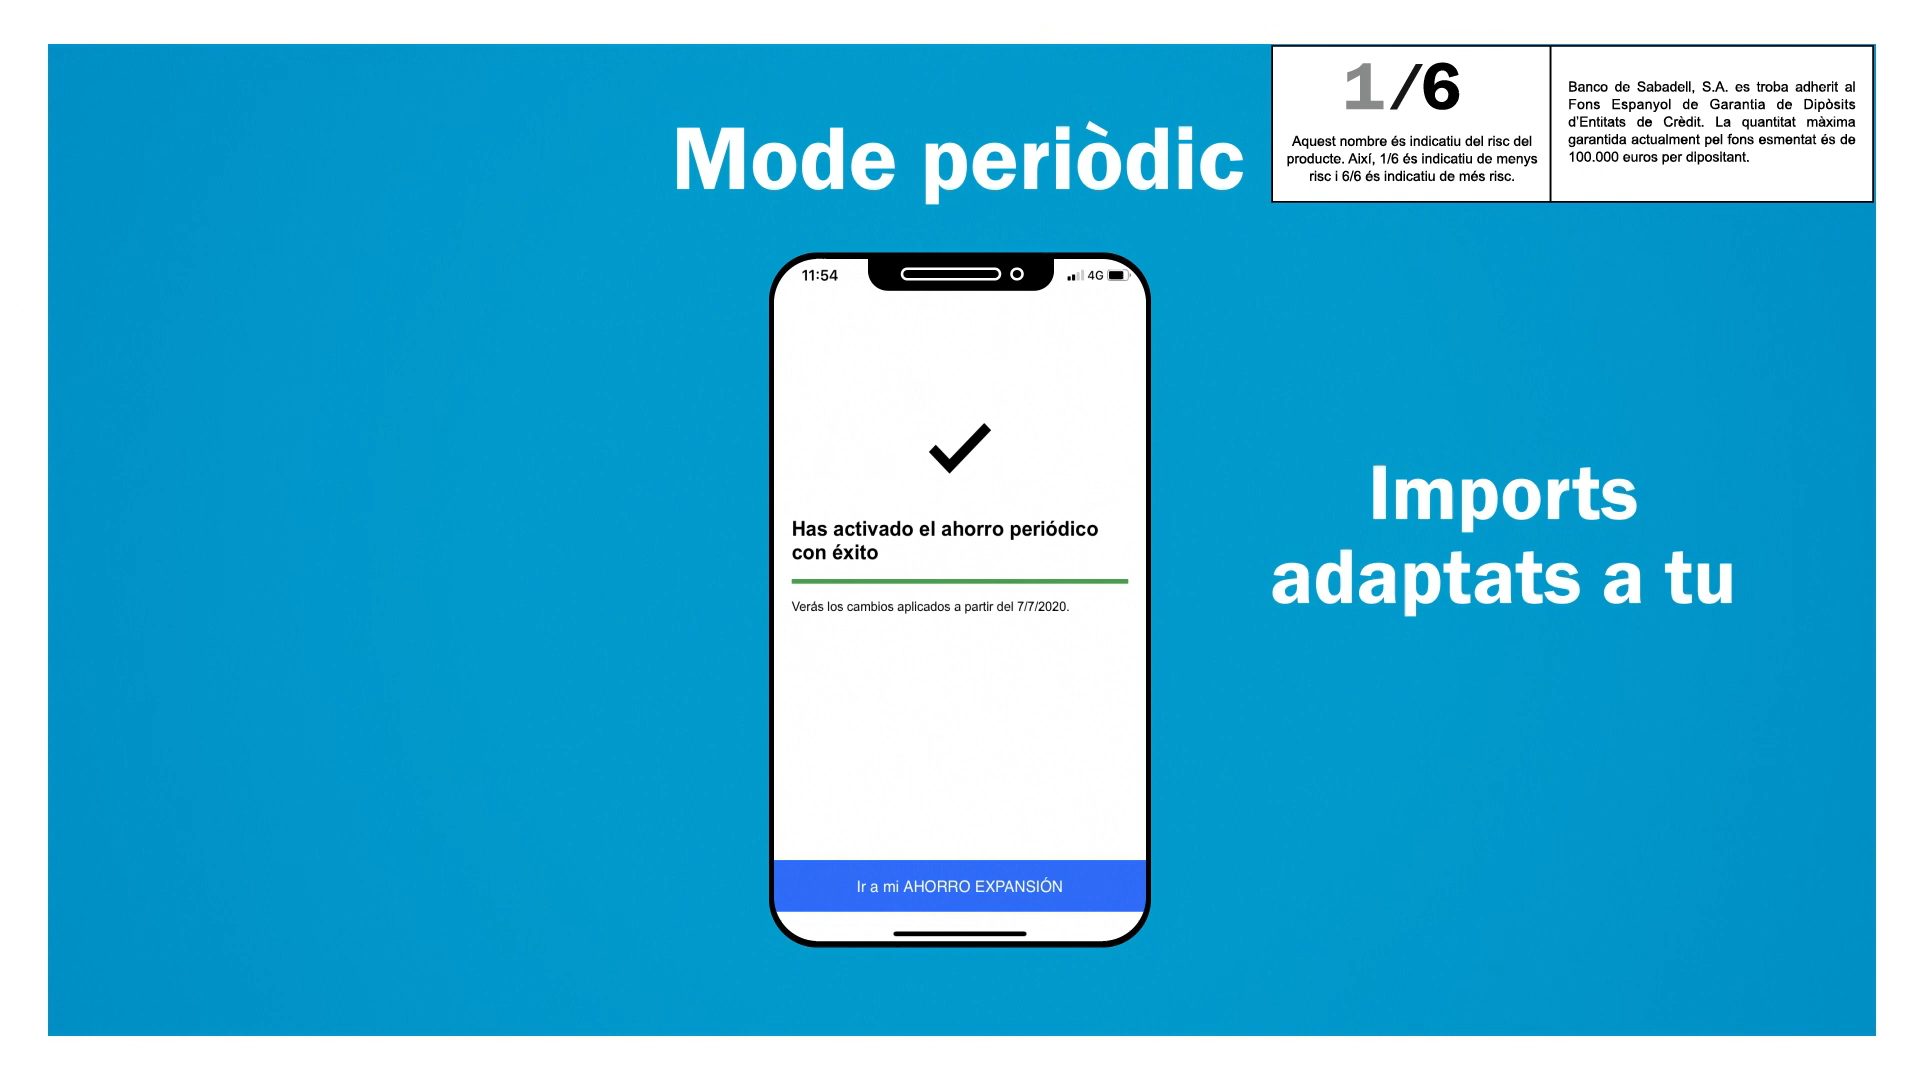 Mode periòdic
1/6
Aquest nombre és indicatiu del risc del
producte. Així, 1/6 és indicatiu de menys
risc i 6/6 és indicatiu de més risc.
Banco de Sabadell, S.A. es troba adherit al
Fons Espanyol de Garantia de Dipòsits
d'Entitats de Crèdit. La quantitat màxima
garantida actualment pel fons esmentat és de
100.000 euros per dipositant.
11:54
4G
Has activado el ahorro periódico
con éxito
Verás los cambios aplicados a partir del 7/7/2020.
Ir a mi AHORRO EXPANSIÓN
Imports
adaptats a tu